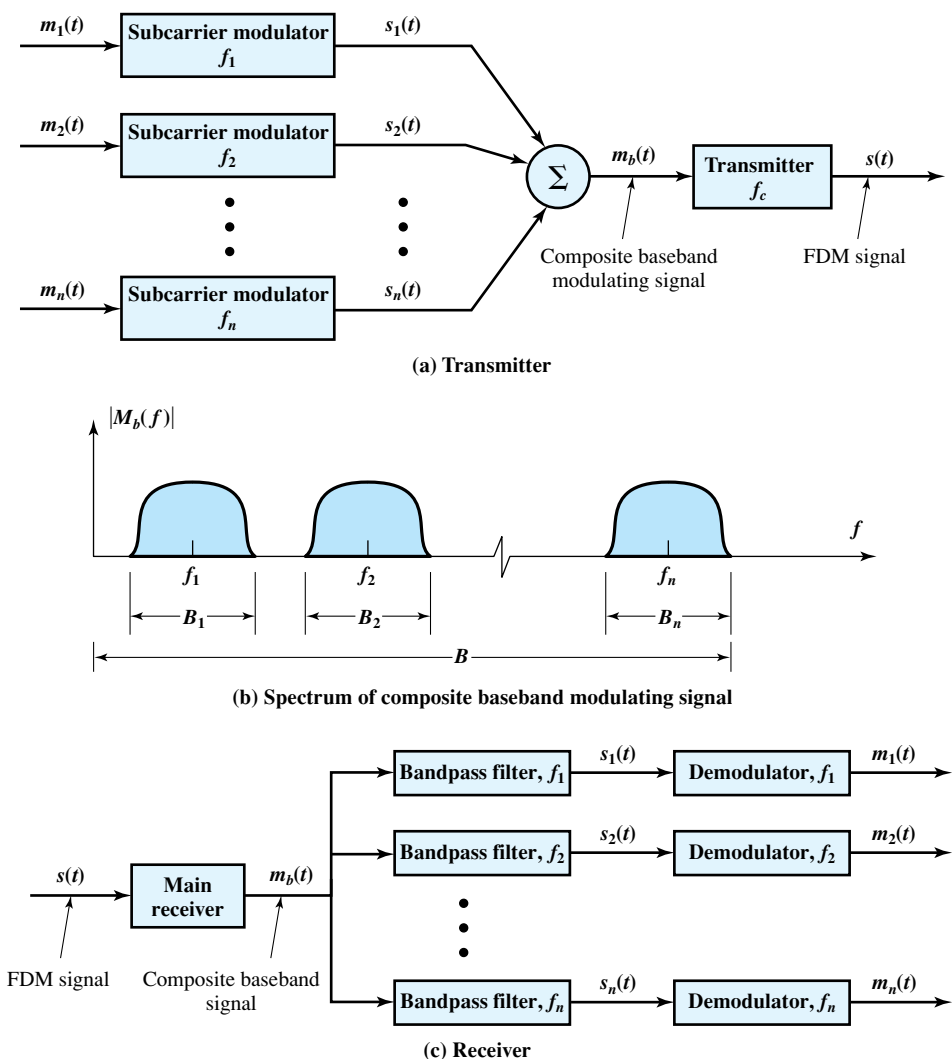 m1(t)
Subcarrier modulator
f1
s1(t)
m2(t)
Subcarrier modulator
f2
s2(t)
Σ
mb(t)
Transmitter
fc
s(t)
Composite baseband
modulating signal
FDM signal
mn(t)
Subcarrier modulator
fn
sn(t)
(a) Transmitter
|Mb(f)|
f
f1
f2
fn
B1
B2
Bn
B
(b) Spectrum of composite baseband modulating signal
Bandpass filter, f1
s1(t)
Demodulator, f1
m1(t)
Bandpass filter, f2
s2(t)
Demodulator, f2
m2(t)
s(t)
Main
receiver
mb(t)
FDM signal
Composite baseband
signal
Bandpass filter, fn
sn(t)
Demodulator, fn
mn(t)
(c) Receiver